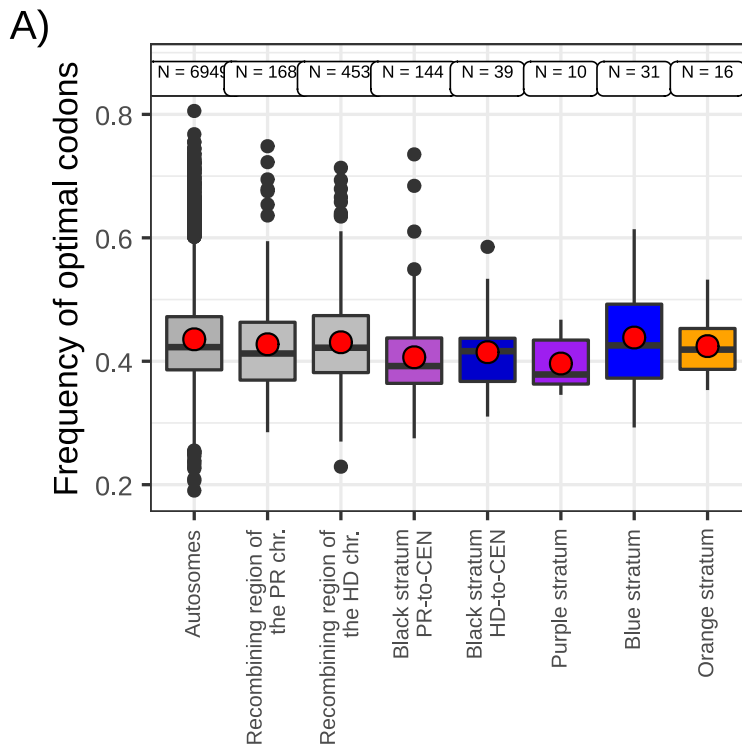 A)
N = 6949
N = 168
N = 453
N = 144
N = 39
N = 10
N = 31
N = 16
Frequency of optimal codons
0.8
0.6
0.4
0.2
Autosomes
Recombining region of
the PR chr.
Recombining region of
the HD chr.
Black stratum
PR-to-CEN
Black stratum
HD-to-CEN
Purple stratum
Blue stratum
Orange stratum